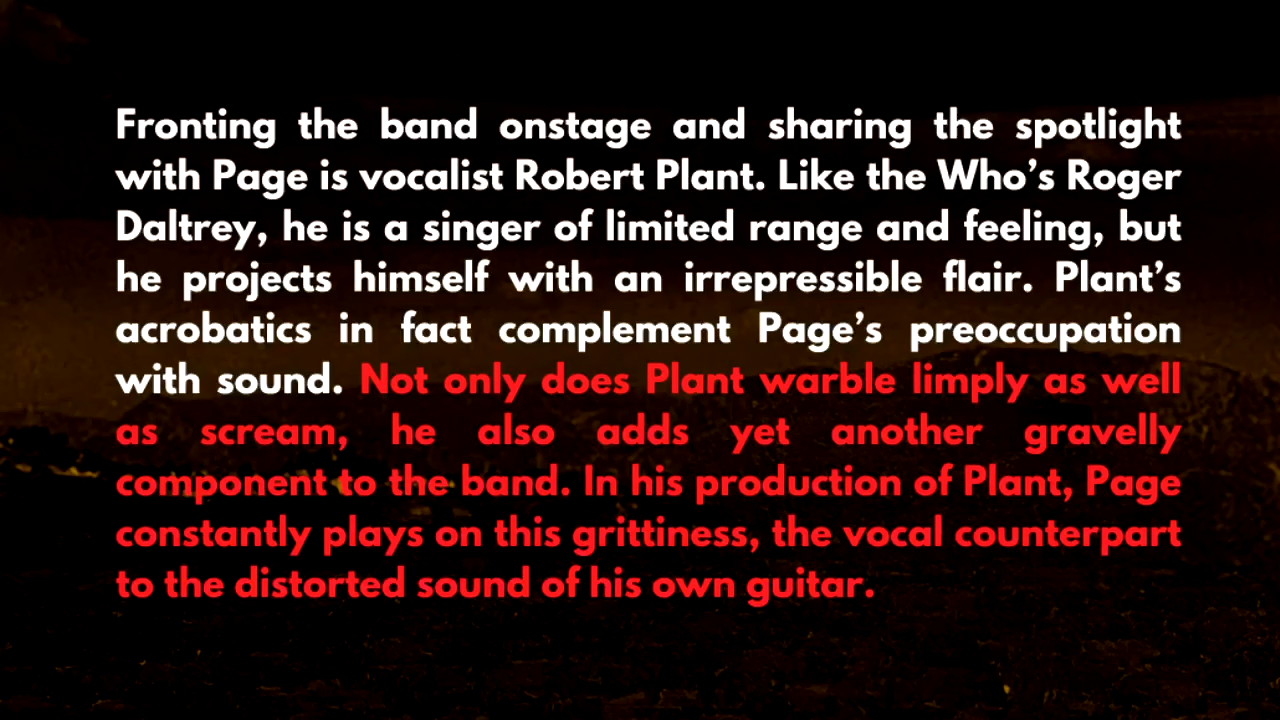 Fronting the band onstage and sharing the spotlight
with Page is vocalist Robert Plant. Like the Who’s Roger
Daltrey, he is a singer of limited range and feeling, but
he projects himself with an irrepressible flair. Plant’s
acrobatics in fact complement Page’s preoccupation
with sound. Not only does Plant warble limply as well
as scream, he also adds yet another gravelly
component to the band. In his production of Plant, Page
constantly plays on this grittiness, the vocal counterpart
to the distorted sound of his own guitar.